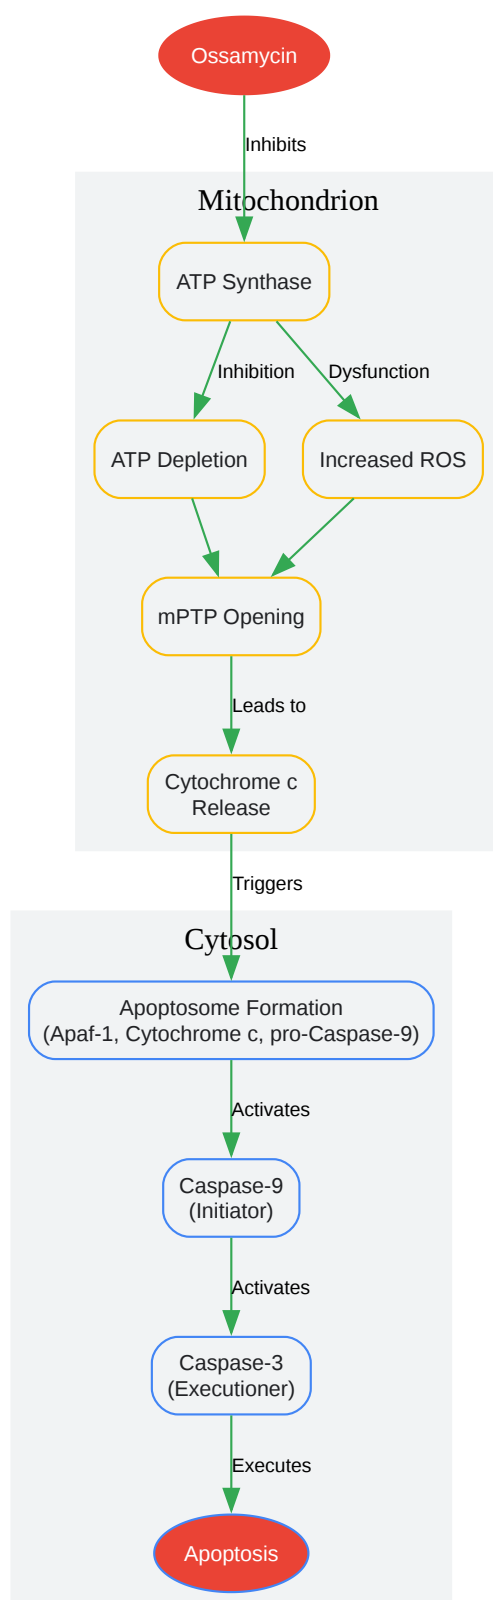 Ossamycin
Inhibits
Mitochondrion
ATP Synthase
Inhibition
Dysfunction
ATP Depletion
Increased ROS
mPTP Opening
Leads to
Cytochrome c
Release
Triggers
Cytosol
Apoptosome Formation
(Apaf-1, Cytochrome c, pro-Caspase-9)
Activates
Caspase-9
(Initiator)
Activates
Caspase-3
(Executioner)
Executes
Apoptosis